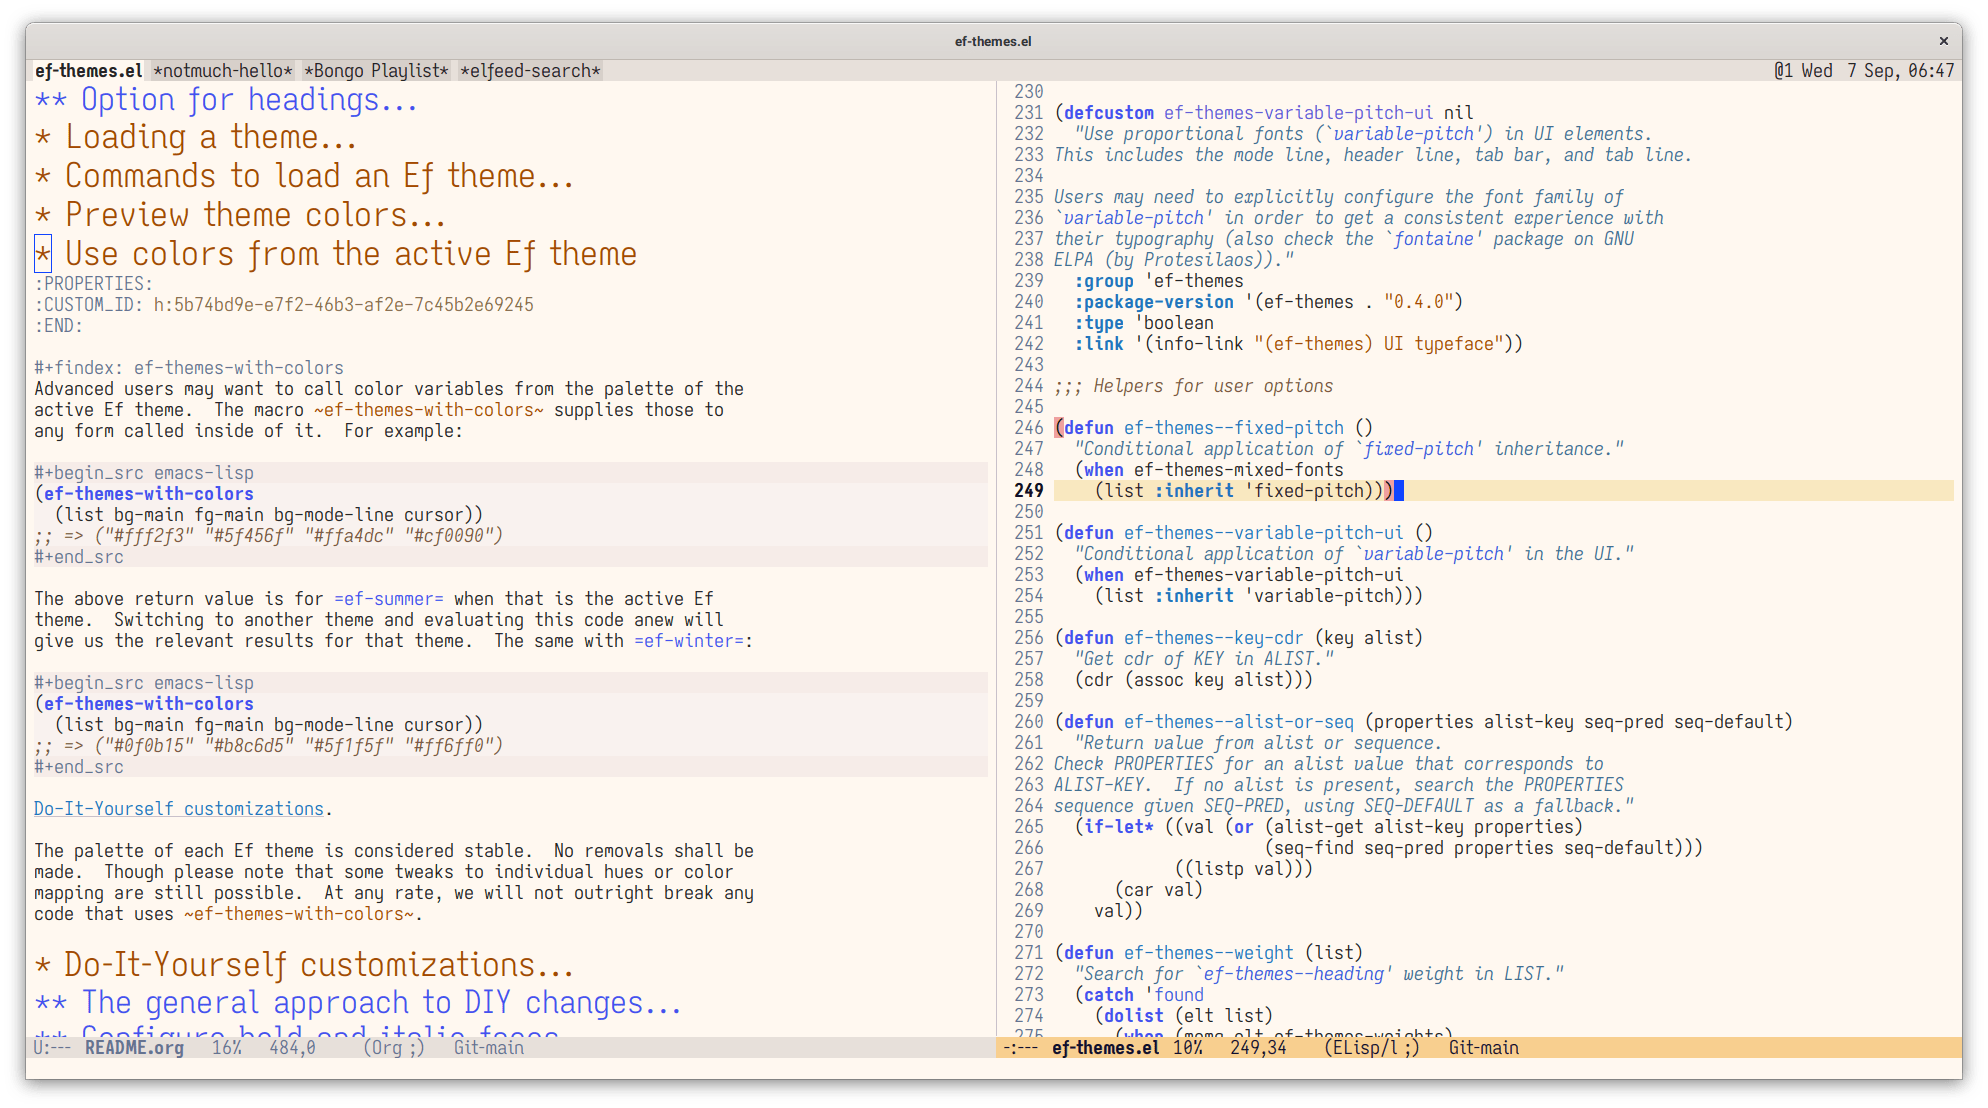 ef-themes.el
×
ef-themes.el *notmuch-hello* *Bongo Playlist* *elfeed-search*
@1 Wed  7 Sep, 06:47
** Option for headings...
* Loading a theme...
* Commands to load an Ef theme...
* Preview theme colors...
* Use colors from the active Ef theme
:PROPERTIES:
:CUSTOM_ID: h:5b74bd9e-e7f2-46b3-af2e-7c45b2e69245
:END:
#+findex: ef-themes-with-colors
Advanced users may want to call color variables from the palette of the
active Ef theme.  The macro ~ef-themes-with-colors~ supplies those to
any form called inside of it.  For example:
#+begin_src emacs-lisp
(ef-themes-with-colors
  (list bg-main fg-main bg-mode-line cursor))
;; => ("#fff2f3" "#5f456f" "#ffa4dc" "#cf0090")
#+end_src
The above return value is for =ef-summer= when that is the active Ef
theme.  Switching to another theme and evaluating this code anew will
give us the relevant results for that theme.  The same with =ef-winter=:
#+begin_src emacs-lisp
(ef-themes-with-colors
  (list bg-main fg-main bg-mode-line cursor))
;; => ("#0f0b15" "#b8c6d5" "#5f1f5f" "#ff6ff0")
#+end_src
Do-It-Yourself customizations.
The palette of each Ef theme is considered stable.  No removals shall be
made.  Though please note that some tweaks to individual hues or color
mapping are still possible.  At any rate, we will not outright break any
code that uses ~ef-themes-with-colors~.
* Do-It-Yourself customizations...
** The general approach to DIY changes...
** Configure bold and italic faces
U:---  README.org   16%   484,0     (Org ;)   Git-main
230
231 (defcustom ef-themes-variable-pitch-ui nil
232   "Use proportional fonts (`variable-pitch') in UI elements.
233 This includes the mode line, header line, tab bar, and tab line.
234
235 Users may need to explicitly configure the font family of
236 `variable-pitch' in order to get a consistent experience with
237 their typography (also check the `fontaine' package on GNU
238 ELPA (by Protesilaos))."
239   :group 'ef-themes
240   :package-version '(ef-themes . "0.4.0")
241   :type 'boolean
242   :link '(info-link "(ef-themes) UI typeface"))
243
244 ;;; Helpers for user options
245
246 (defun ef-themes--fixed-pitch ()
247   "Conditional application of `fixed-pitch' inheritance."
248   (when ef-themes-mixed-fonts
249     (list :inherit 'fixed-pitch)))
250
251 (defun ef-themes--variable-pitch-ui ()
252   "Conditional application of `variable-pitch' in the UI."
253   (when ef-themes-variable-pitch-ui
254     (list :inherit 'variable-pitch)))
255
256 (defun ef-themes--key-cdr (key alist)
257   "Get cdr of KEY in ALIST."
258   (cdr (assoc key alist)))
259
260 (defun ef-themes--alist-or-seq (properties alist-key seq-pred seq-default)
261   "Return value from alist or sequence.
262 Check PROPERTIES for an alist value that corresponds to
263 ALIST-KEY.  If no alist is present, search the PROPERTIES
264 sequence given SEQ-PRED, using SEQ-DEFAULT as a fallback."
265   (if-let* ((val (or (alist-get alist-key properties)
266                      (seq-find seq-pred properties seq-default)))
267             ((listp val)))
268       (car val)
269     val))
270
271 (defun ef-themes--weight (list)
272   "Search for `ef-themes--heading' weight in LIST."
273   (catch 'found
274     (dolist (elt list)
275       (when (memq elt ef-themes-weights)
-:---  ef-themes.el  10%   249,34    (ELisp/l ;)   Git-main